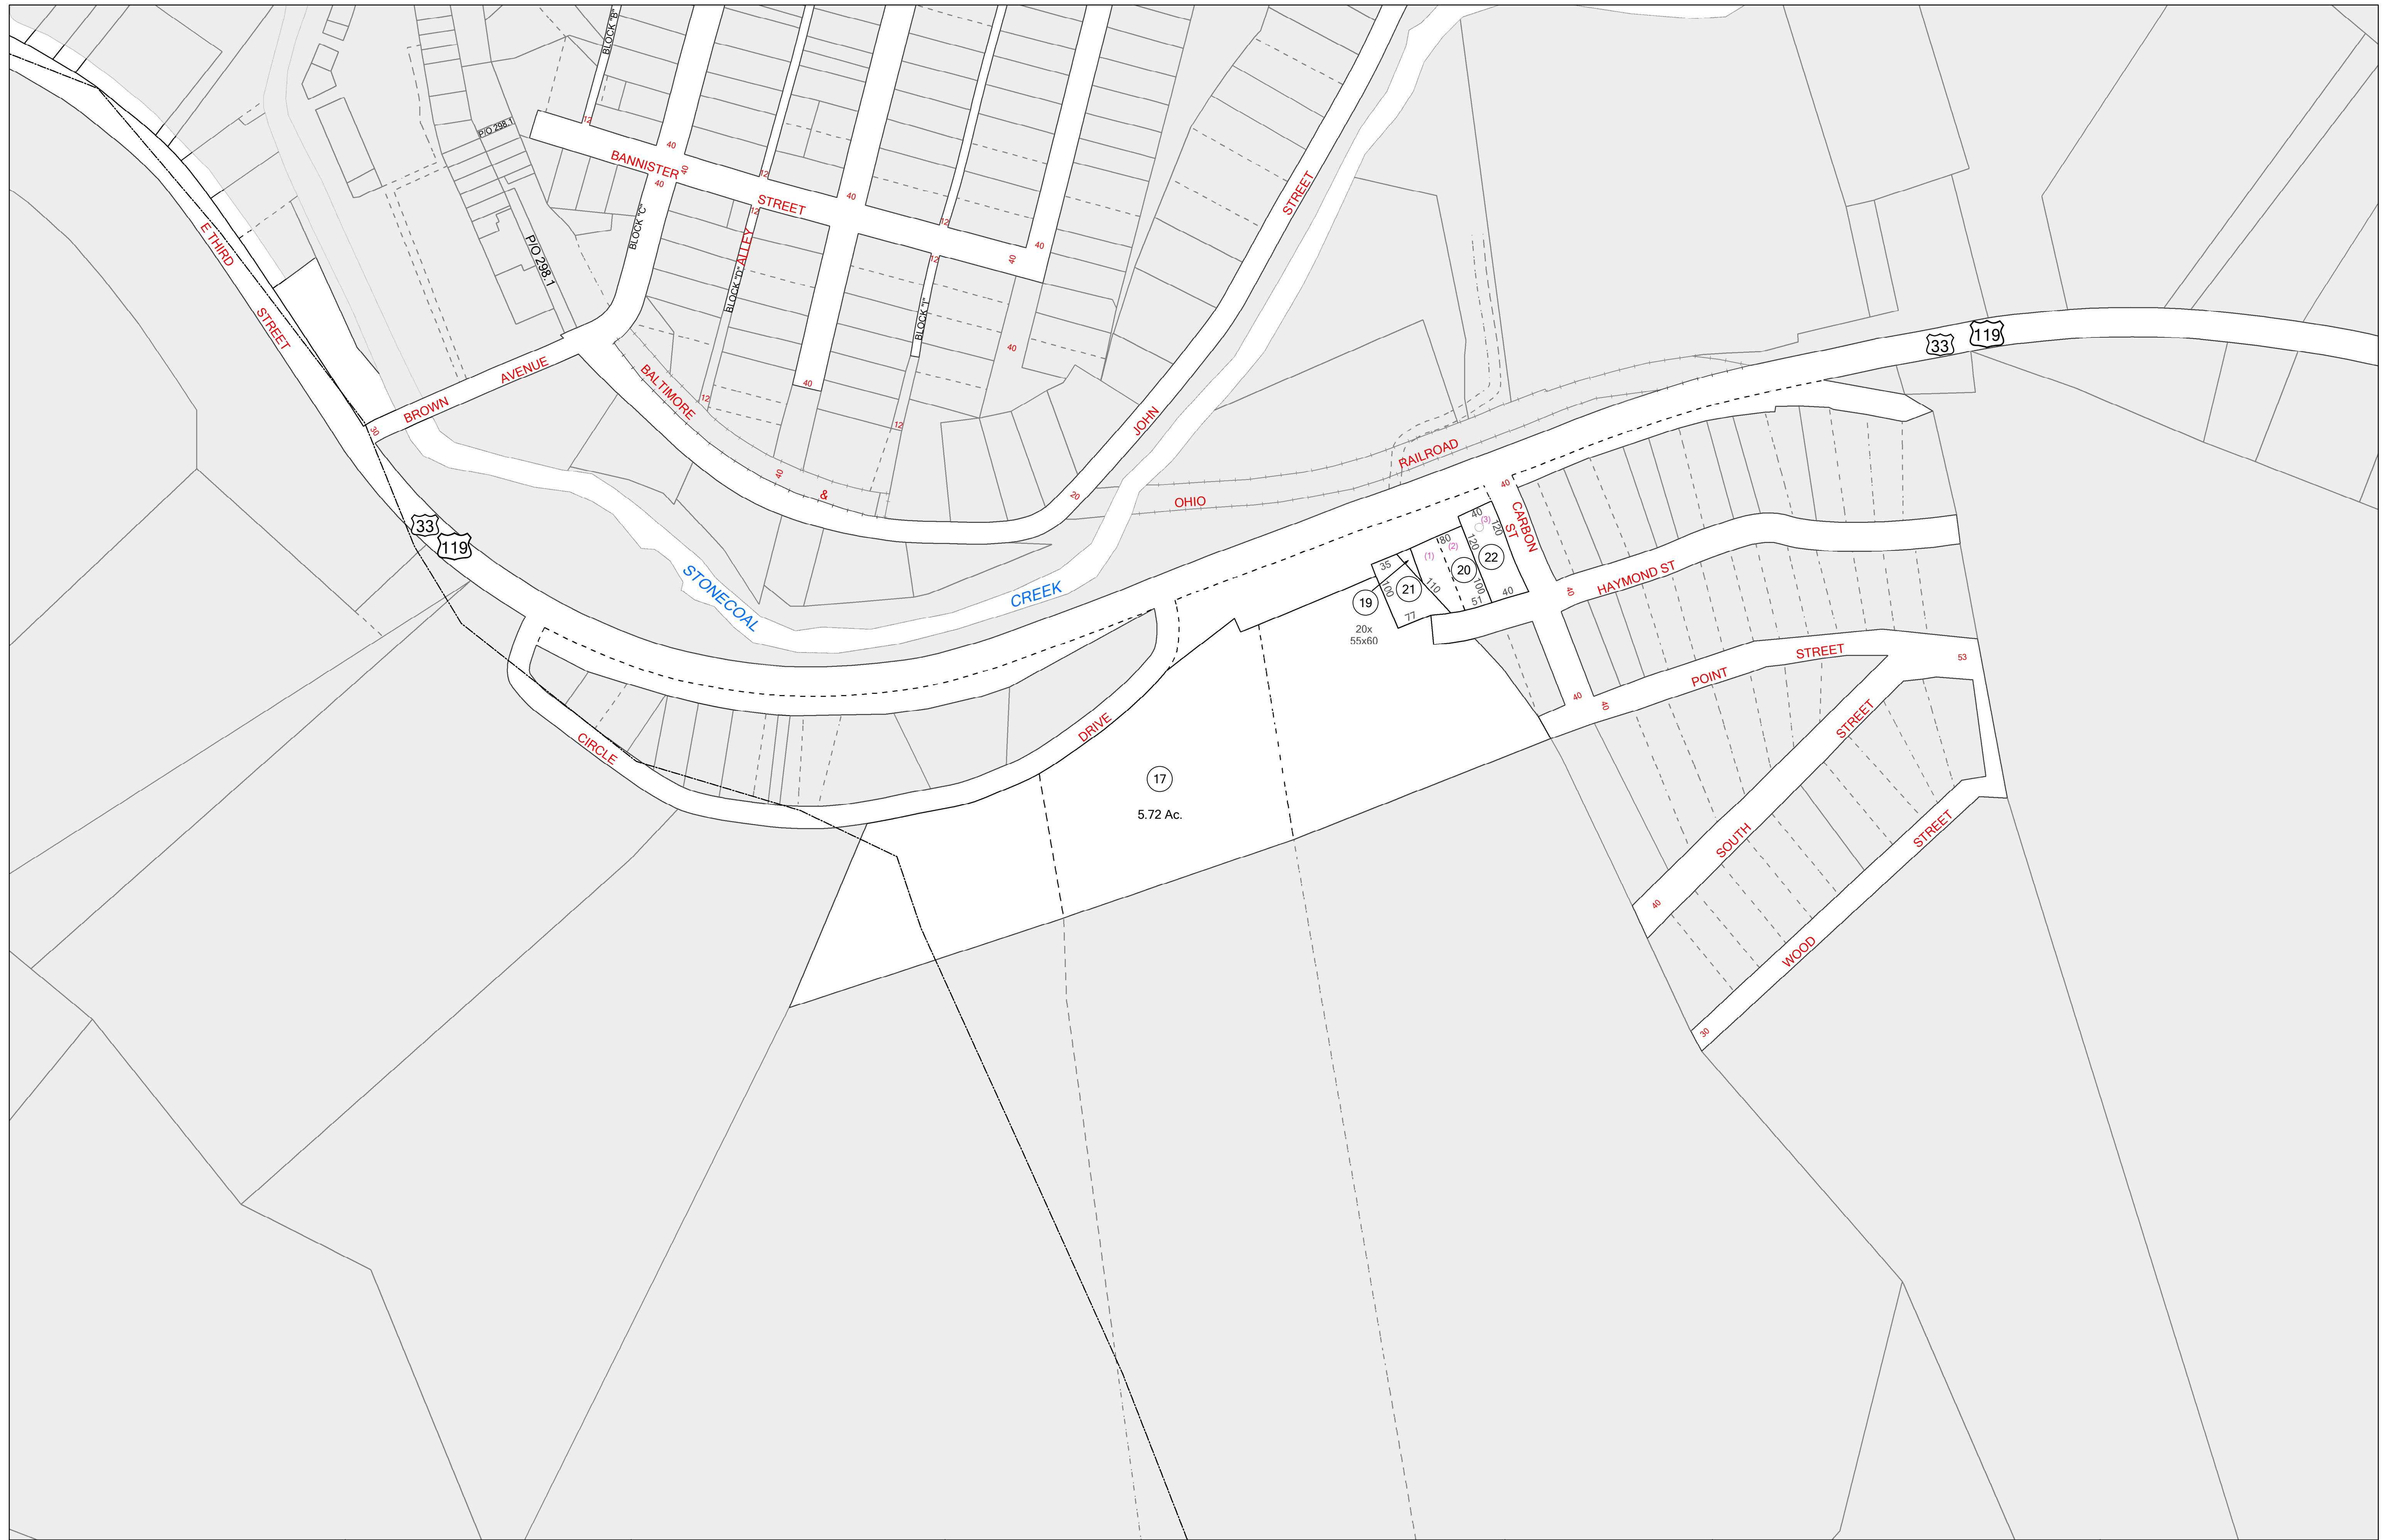 BLOCK "B"
12
P/O 298.1
40
BANNISTER
40
40
12
STREET
40
12
12
40
12
40
BLOCK "C"
ALLEY
BLOCK "D"
BLOCK "I"
P/O 298.1
STREET
E THIRD
STREET
33
119
40
40
12
12
BALTIMORE
AVENUE
BROWN
30
JOHN
RAILROAD
40
&
20
OHIO
40
CARBON
ST
33
119
40
(3)
120
80
(2)
120
22
(1)
20
35
100
21
110
100
51
40
77
19
20x
55x60
STONECOAL
CREEK
HAYMOND ST
40
STREET
53
POINT
40
40
STREET
CIRCLE
DRIVE
17
5.72 Ac.
SOUTH
STREET
40
WOOD
30